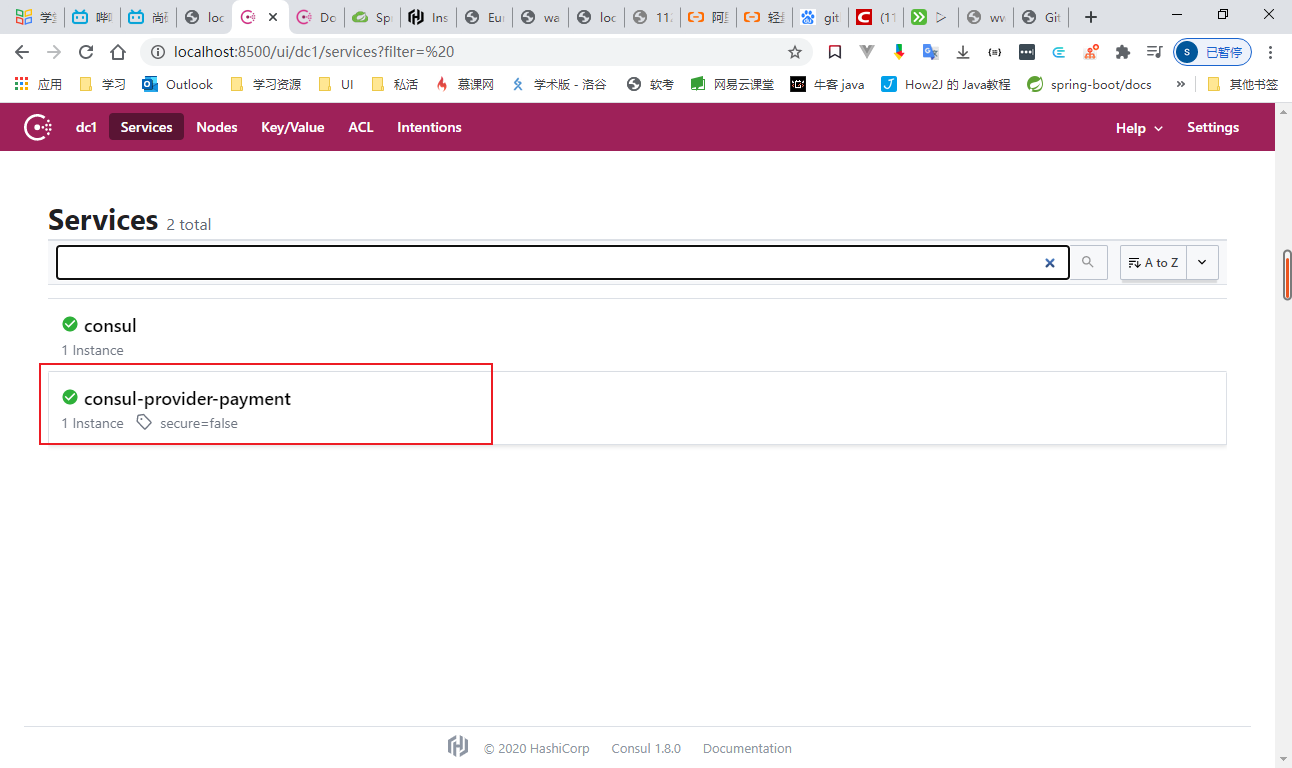 学 哔 尚 loc Do Sp Ins Eu wa loc 11 阿 轻 git (1 ww Git
localhost:8500/ui/dc1/services?filter=%20
s 已暂停
应用 学习 Outlook 学习资源 UI 私活 慕课网 学术版 - 洛谷 软考 网易云课堂 牛客 java How2J 的 Java教程 spring-boot/docs » 其他书签
dc1 Services Nodes Key/Value ACL Intentions Help Settings
Services 2 total
A to Z
consul
1 Instance
consul-provider-payment
1 Instance secure=false
© 2020 HashiCorp Consul 1.8.0 Documentation